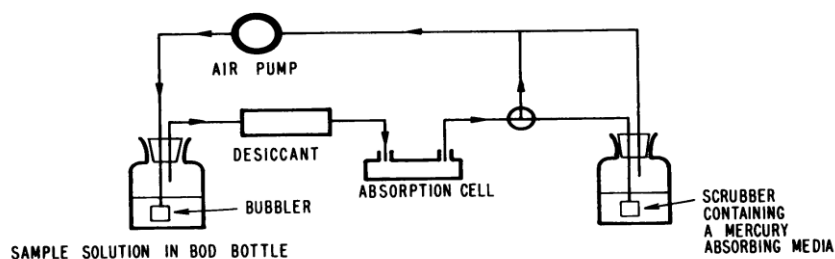 AIR PUMP
DESICCANT
ABSORPTION CELL
BUBBLER
SAMPLE SOLUTION IN BOD BOTTLE
SCRUBBER
CONTAINING
A MERCURY
ABSORBING MEDIA